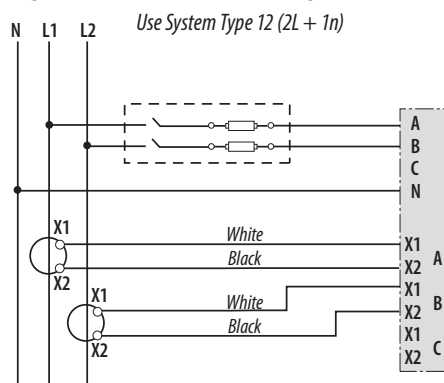 Use System Type 12 (2L + 1n)
N L1 L2
A
B
C
N
X1
White
X1
Black
X2
A
X2
X1
White
X1
B
X2
Black
X1
X2
X2
C